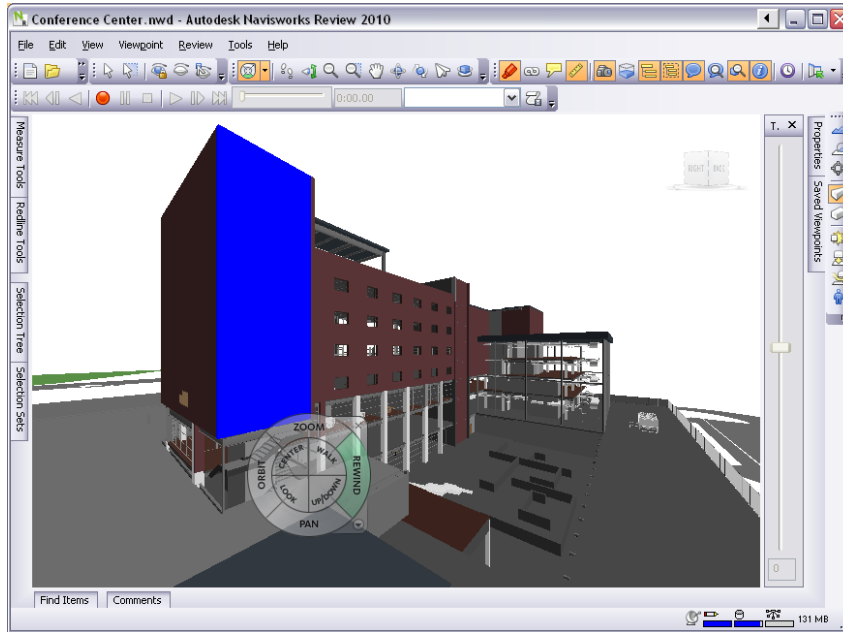 Conference Center.nwd - Autodesk Navisworks Review 2010
File Edit View Viewpoint Review Tools Help
0:00.00
T.
Measure Tools
Redline Tools
Selection Tree
Selection Sets
Properties
Saved Viewpoints
ZOOM
ORBIT
CENTER
WALK
REWIND
LOOK
UP/DOWN
PAN
0
Find Items Comments
131 MB